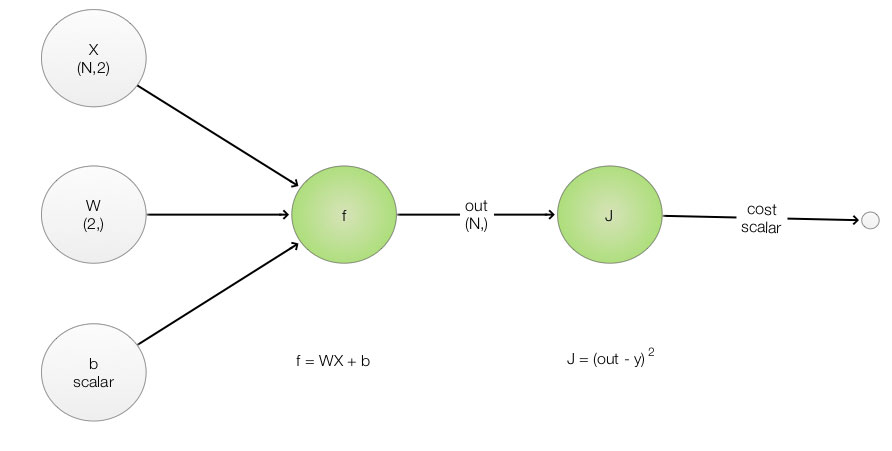 X
(N,2)
W
(2,)
b
scalar
f
out
(N,)
J
cost
scalar
f = WX + b
J = (out - y) 2